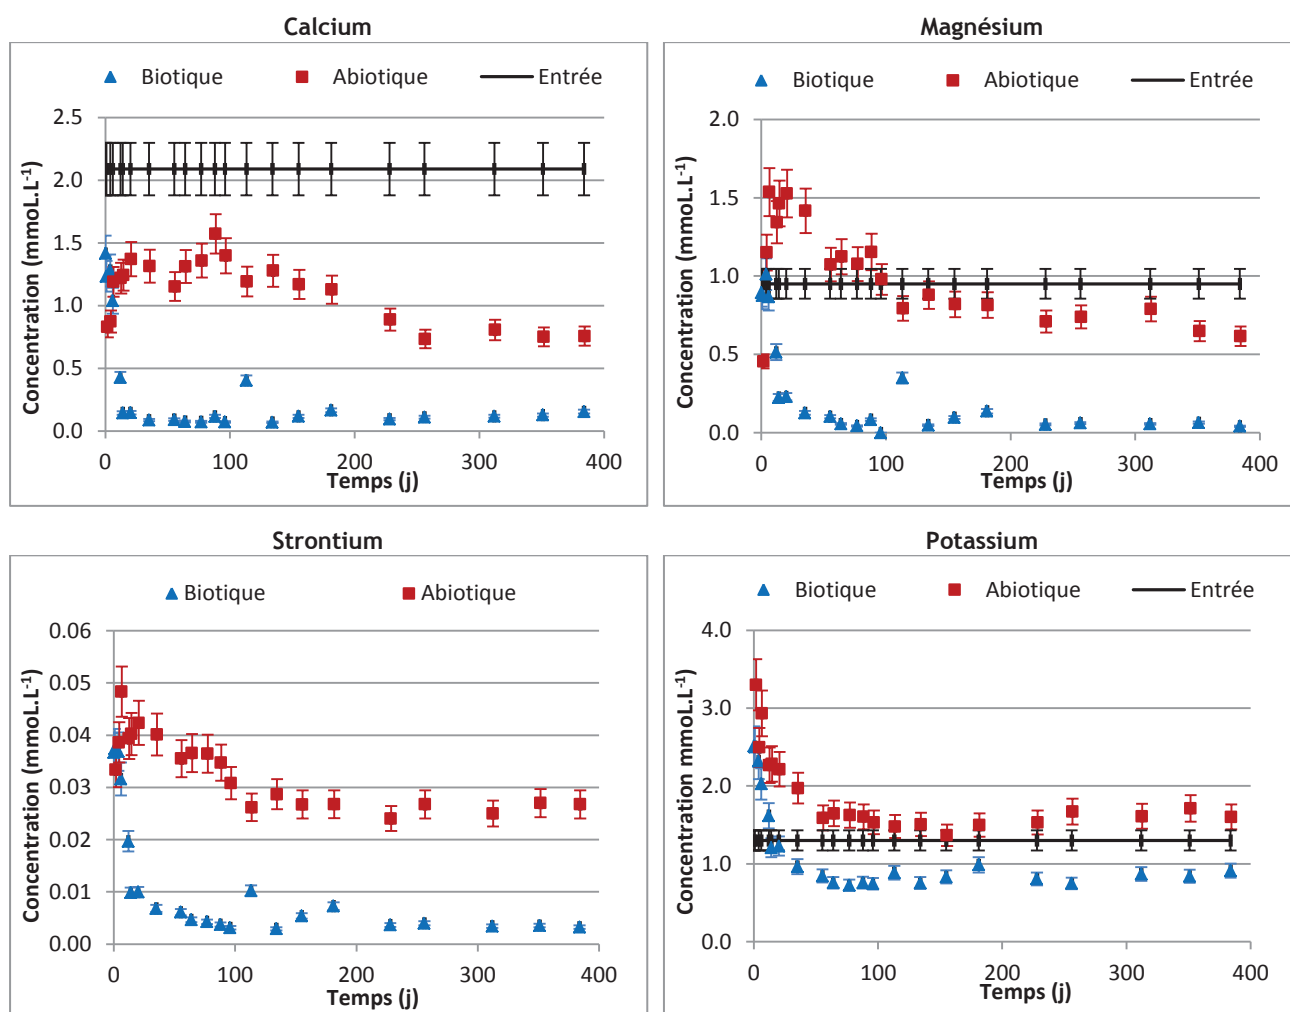 Calcium
Biotique Abiotique Entrée
Concentration (mmoL.L⁻¹)
2.5
2.0
1.5
1.0
0.5
0.0
0 100 200 300 400
Temps (j)
Magnésium
Biotique Abiotique Entrée
Concentration (mmoL.L⁻¹)
2.0
1.5
1.0
0.5
0.0
0 100 200 300 400
Temps (j)
Strontium
Biotique Abiotique
Concentration (mmoL.L⁻¹)
0.06
0.05
0.04
0.03
0.02
0.01
0.00
0 100 200 300 400
Temps (j)
Potassium
Biotique Abiotique Entrée
Concentration mmoL.L⁻¹)
4.0
3.0
2.0
1.0
0.0
0 100 200 300 400
Temps (j)